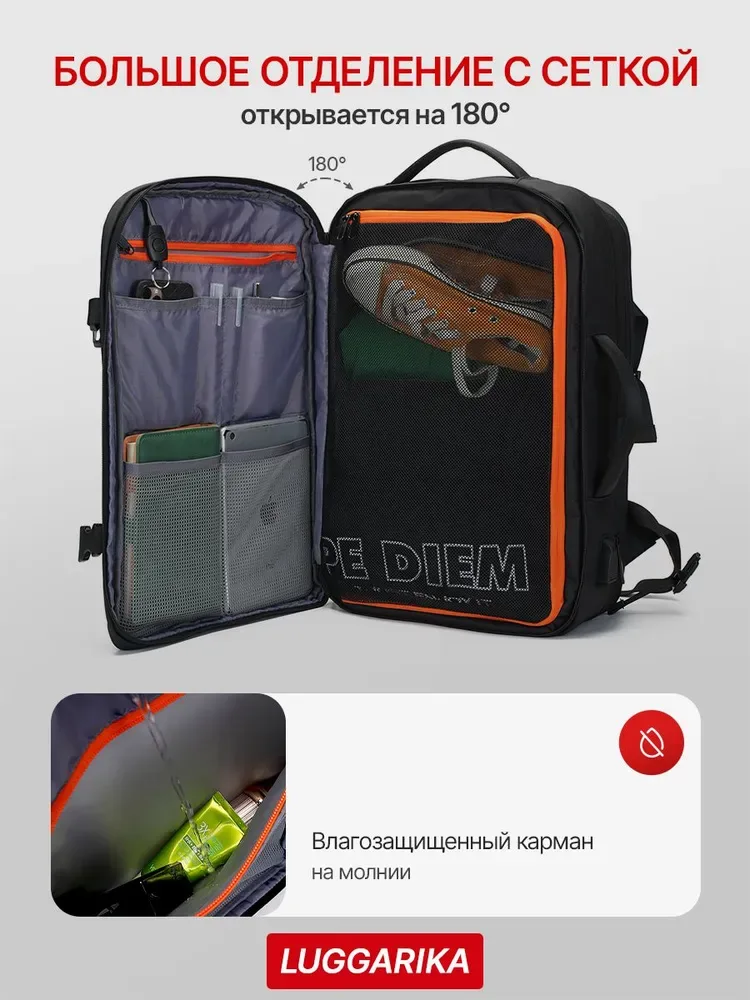 БОЛЬШОЕ ОТДЕЛЕНИЕ С СЕТКОЙ
открывается на 180°
180°
PE DIEM
Влагозащищенный карман
на молнии
LUGGARIKA